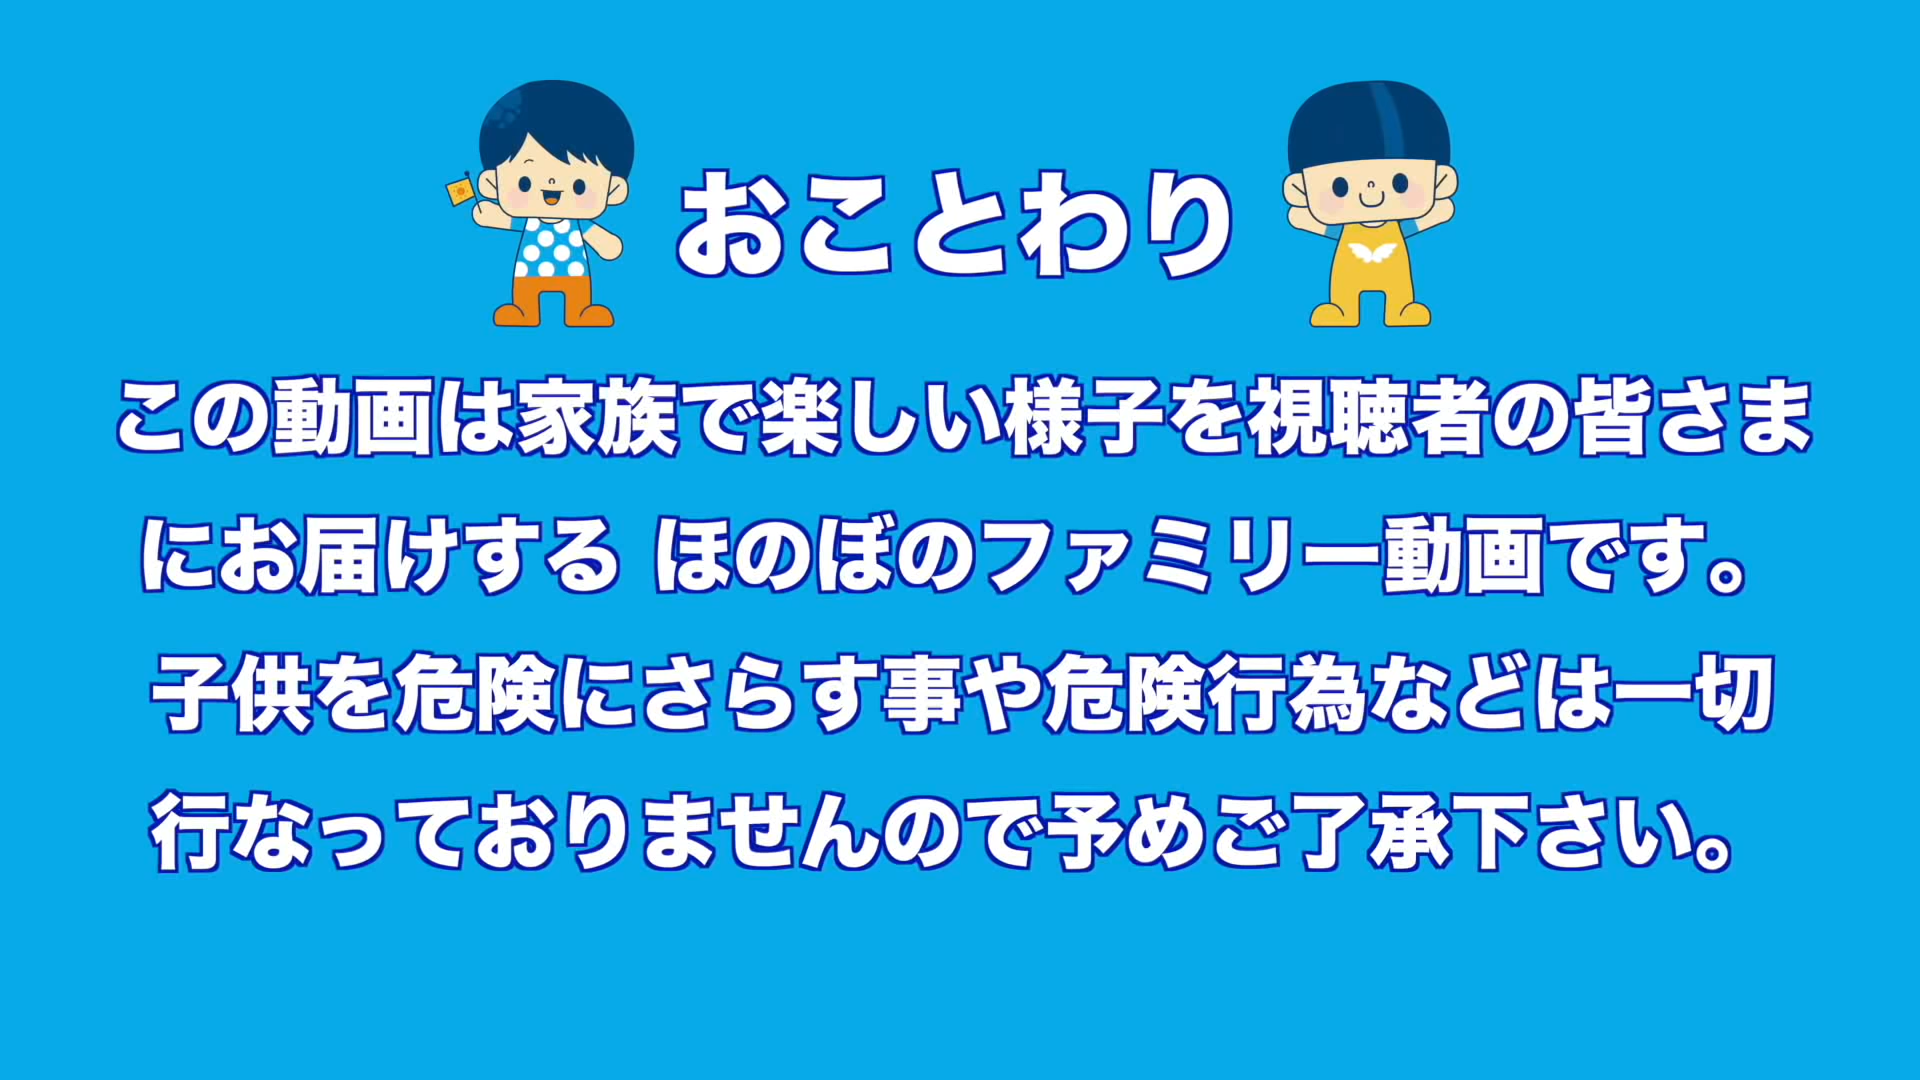 おことわり
この動画は家族で楽しい様子を視聴者の皆さま
にお届けする ほのぼのファミリー動画です。
子供を危険にさらす事や危険行為などは一切
行なっておりませんので予めご了承下さい。